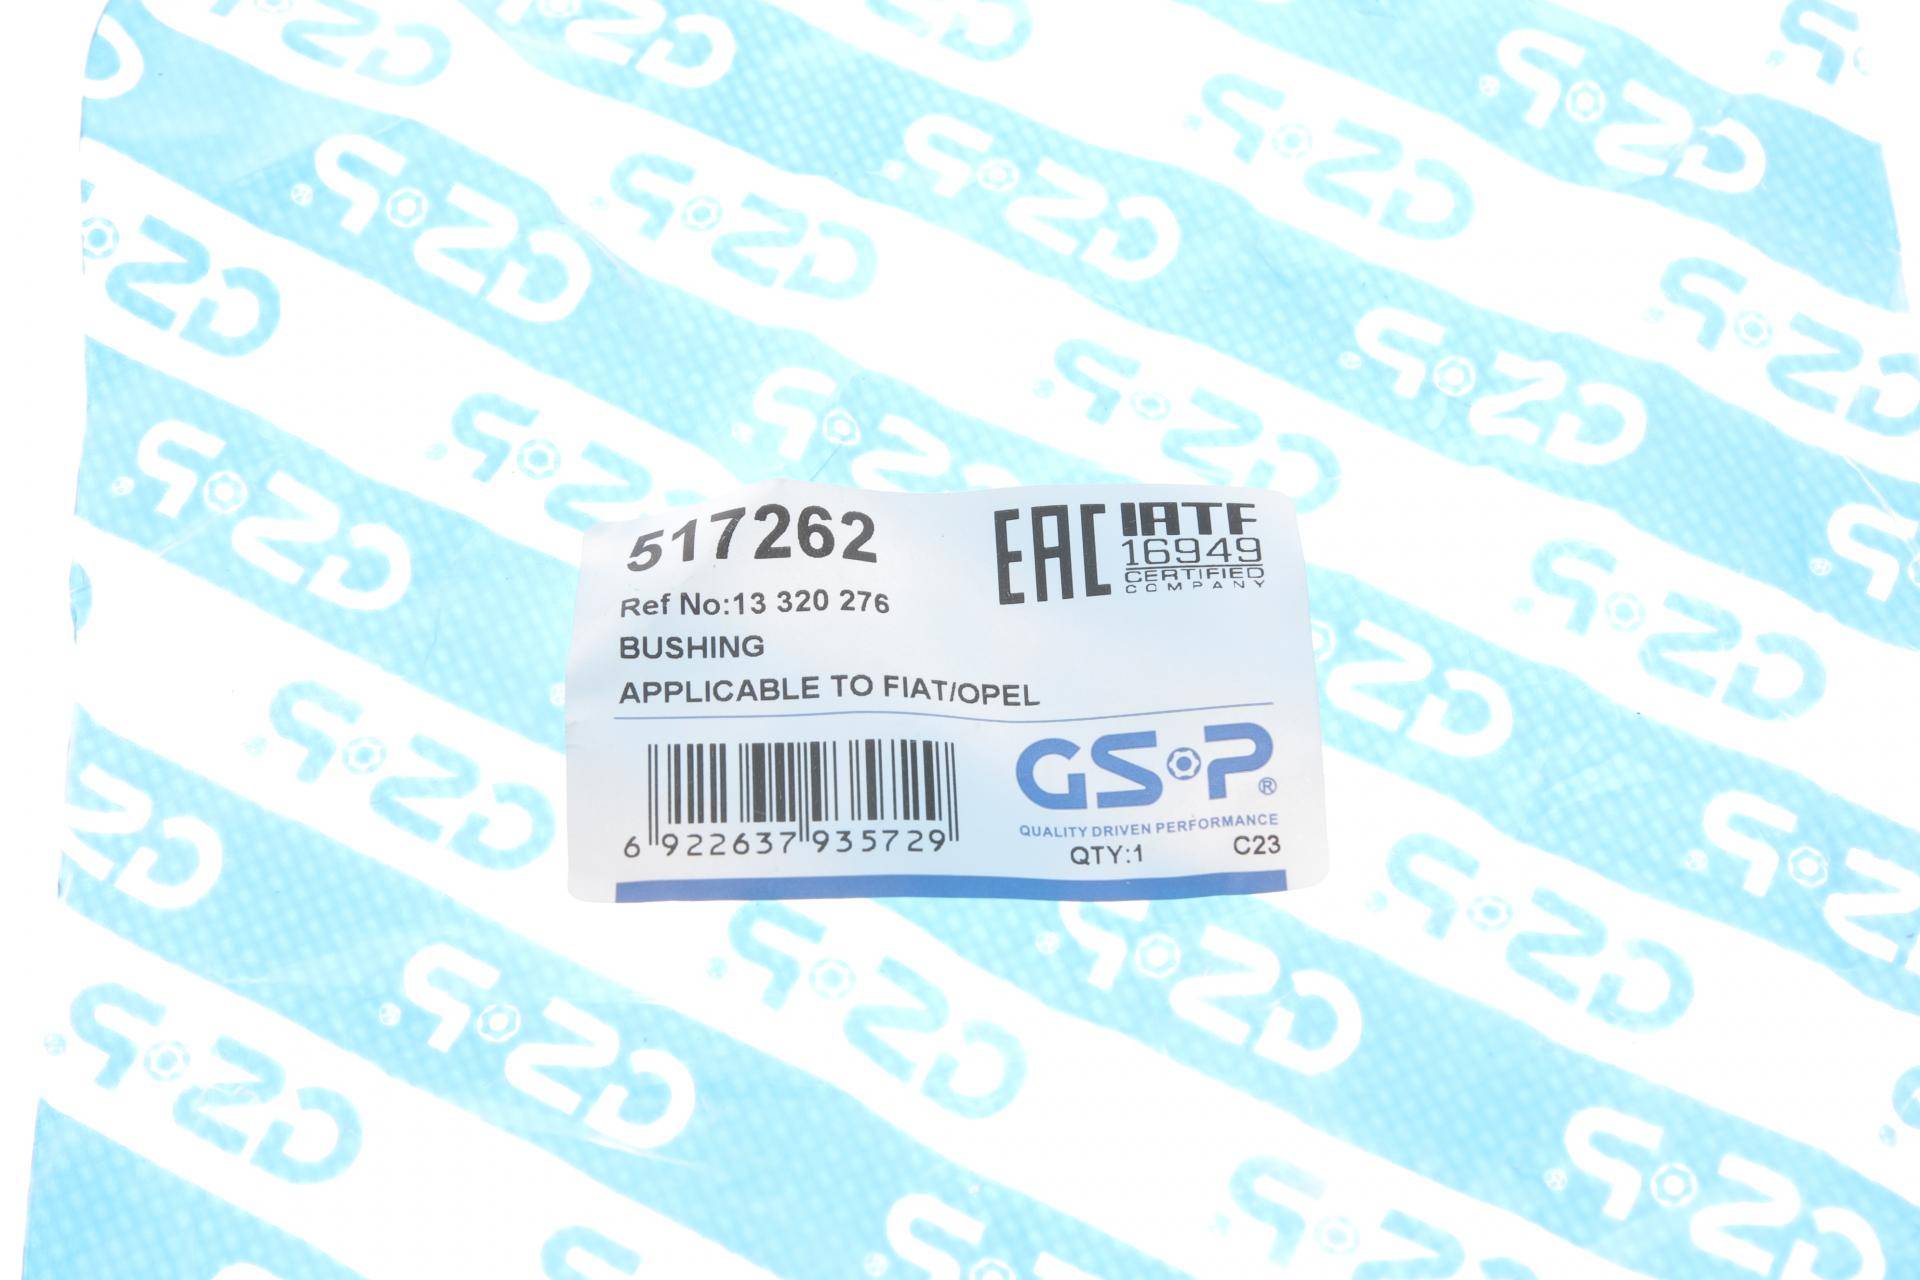 517262
Ref No:13 320 276
BUSHING
APPLICABLE TO FIAT/OPEL
EAC
IATF
16949
CERTIFIED
COMPANY
6 922637 935729
GSP®
QUALITY DRIVEN PERFORMANCE
QTY:1 C23